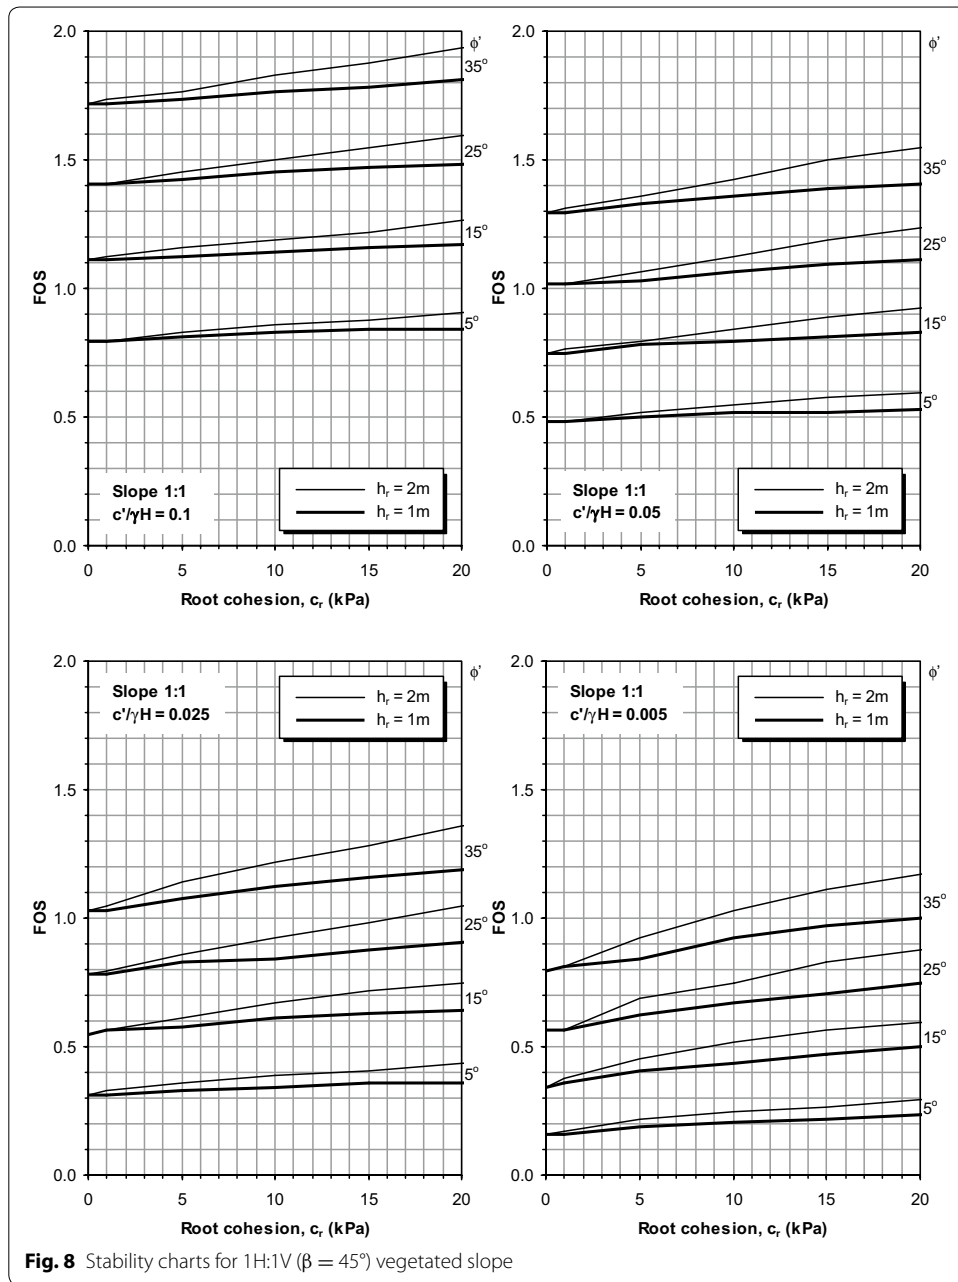 2.0
1.5
1.0
0.5
0.0
FOS
ϕ'
35°
25°
15°
5°
Slope 1:1
c'/γH = 0.1
h_r = 2m
h_r = 1m
0 5 10 15 20
Root cohesion, c_r (kPa)
2.0
1.5
1.0
0.5
0.0
FOS
ϕ'
35°
25°
15°
5°
Slope 1:1
c'/γH = 0.05
h_r = 2m
h_r = 1m
0 5 10 15 20
Root cohesion, c_r (kPa)
2.0
1.5
1.0
0.5
0.0
FOS
ϕ'
Slope 1:1
c'/γH = 0.025
h_r = 2m
h_r = 1m
35°
25°
15°
5°
0 5 10 15 20
Root cohesion, c_r (kPa)
2.0
1.5
1.0
0.5
0.0
FOS
ϕ'
Slope 1:1
c'/γH = 0.005
h_r = 2m
h_r = 1m
35°
25°
15°
5°
0 5 10 15 20
Root cohesion, c_r (kPa)
Fig. 8 Stability charts for 1H:1V (β = 45°) vegetated slope